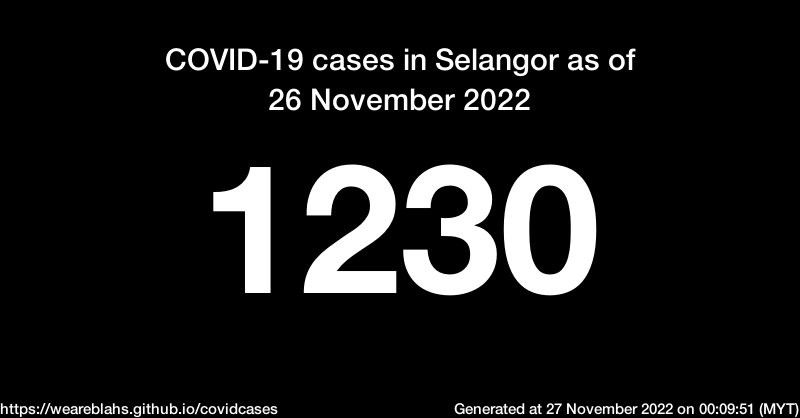 COVID-19 cases in Selangor as of
26 November 2022
1230
https://weareblahs.github.io/covidcases
Generated at 27 November 2022 on 00:09:51 (MYT)